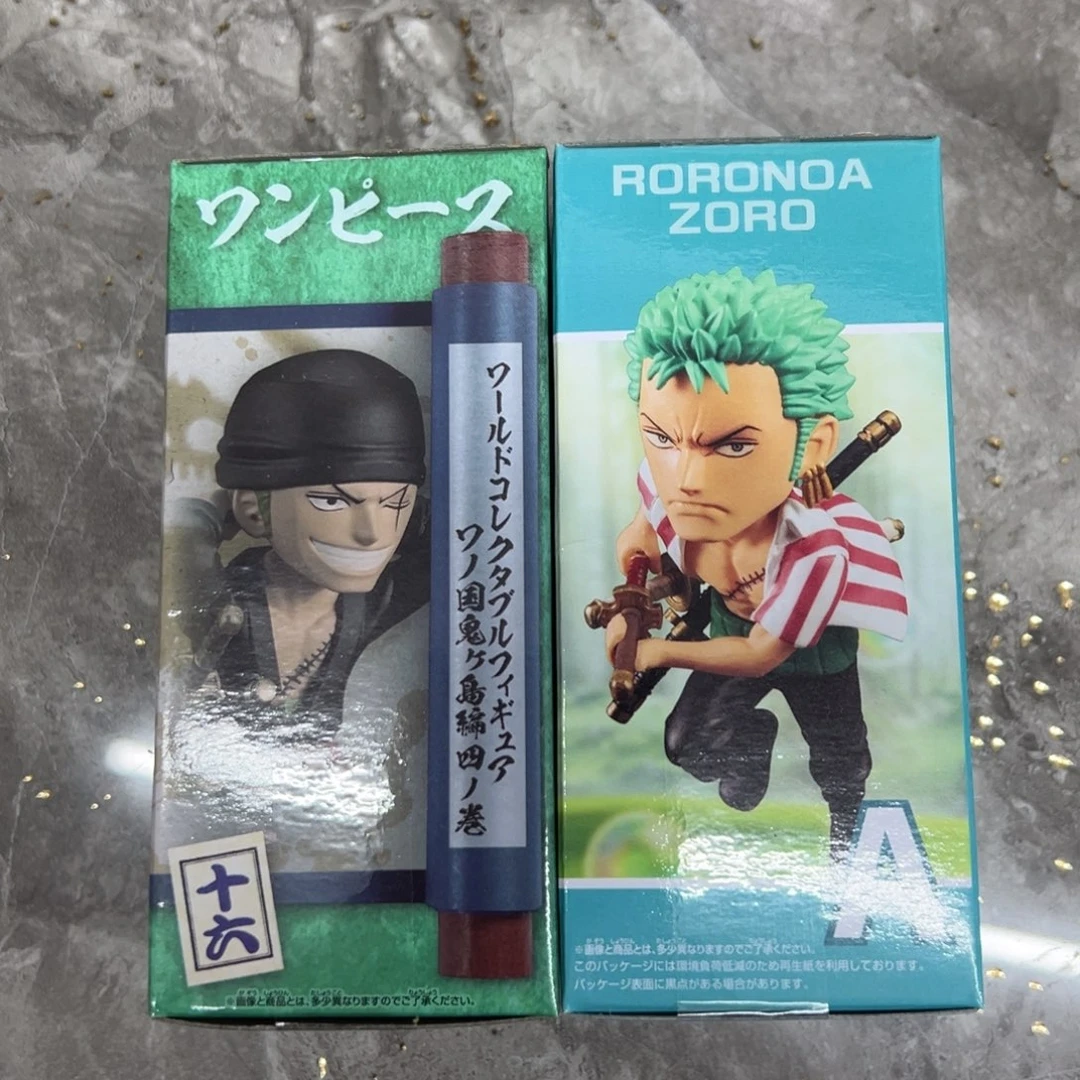 ワンピース
ワールドコレクタブルフィギュア
ワノ国鬼ヶ島編四ノ巻
十六
※画像と商品とは、多少異なりますのでご了承ください。
RORONOA
ZORO
A
※画像と商品とは、多少異なりますのでご了承ください。
このパッケージには環境負荷低減のため再生紙を利用しております。
パッケージ表面に黒点がある場合があります。